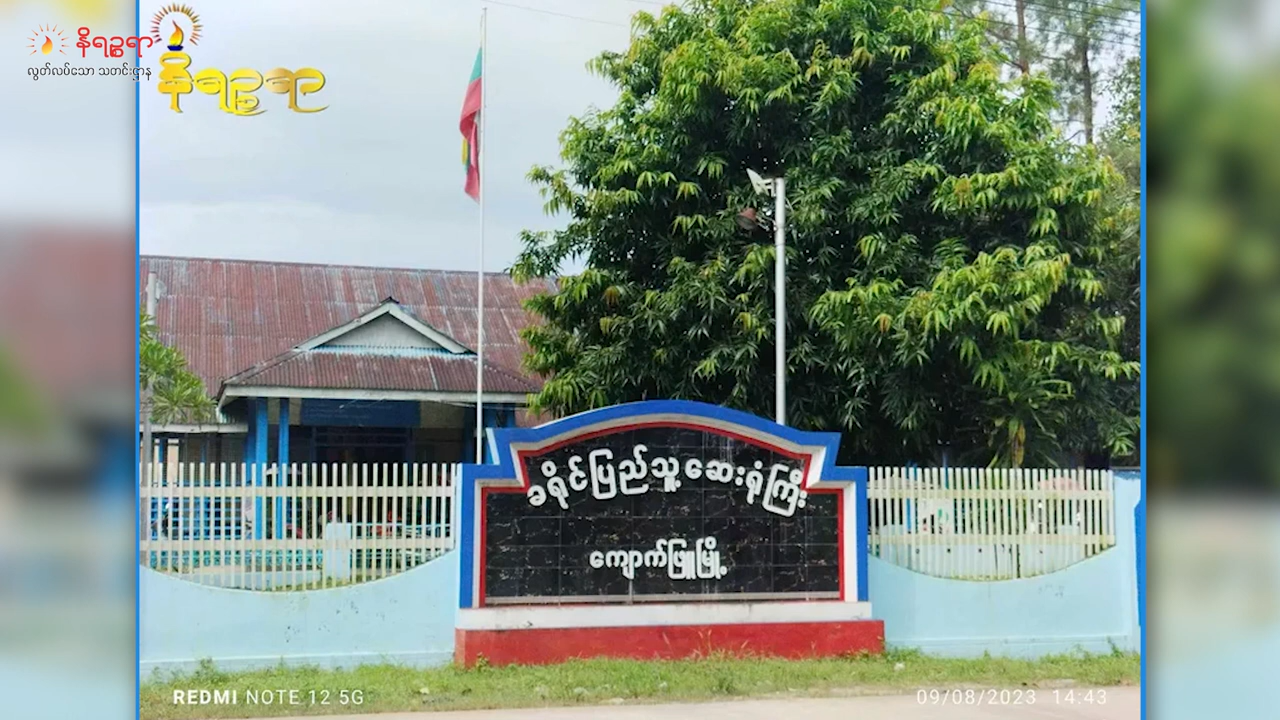 နိရဉ္စရာ
လွတ်လပ်သော သတင်းဌာန
နိရဉ္စရာ
ခရိုင်ပြည်သူ့ဆေးရုံကြီး
ကျောက်ဖြူမြို့
REDMI NOTE 12 5G
09/08/2023 14:43